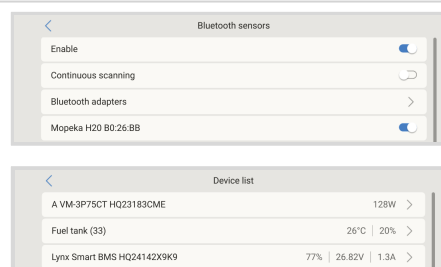 Bluetooth sensors
Enable
Continuous scanning
Bluetooth adapters
Mopeka H20 B0:26:BB
Device list
A VM-3P75CT HQ23183CME 128W
Fuel tank (33) 26°C 20%
Lynx Smart BMS HQ24142X9K9 77% 26.82V 1.3A